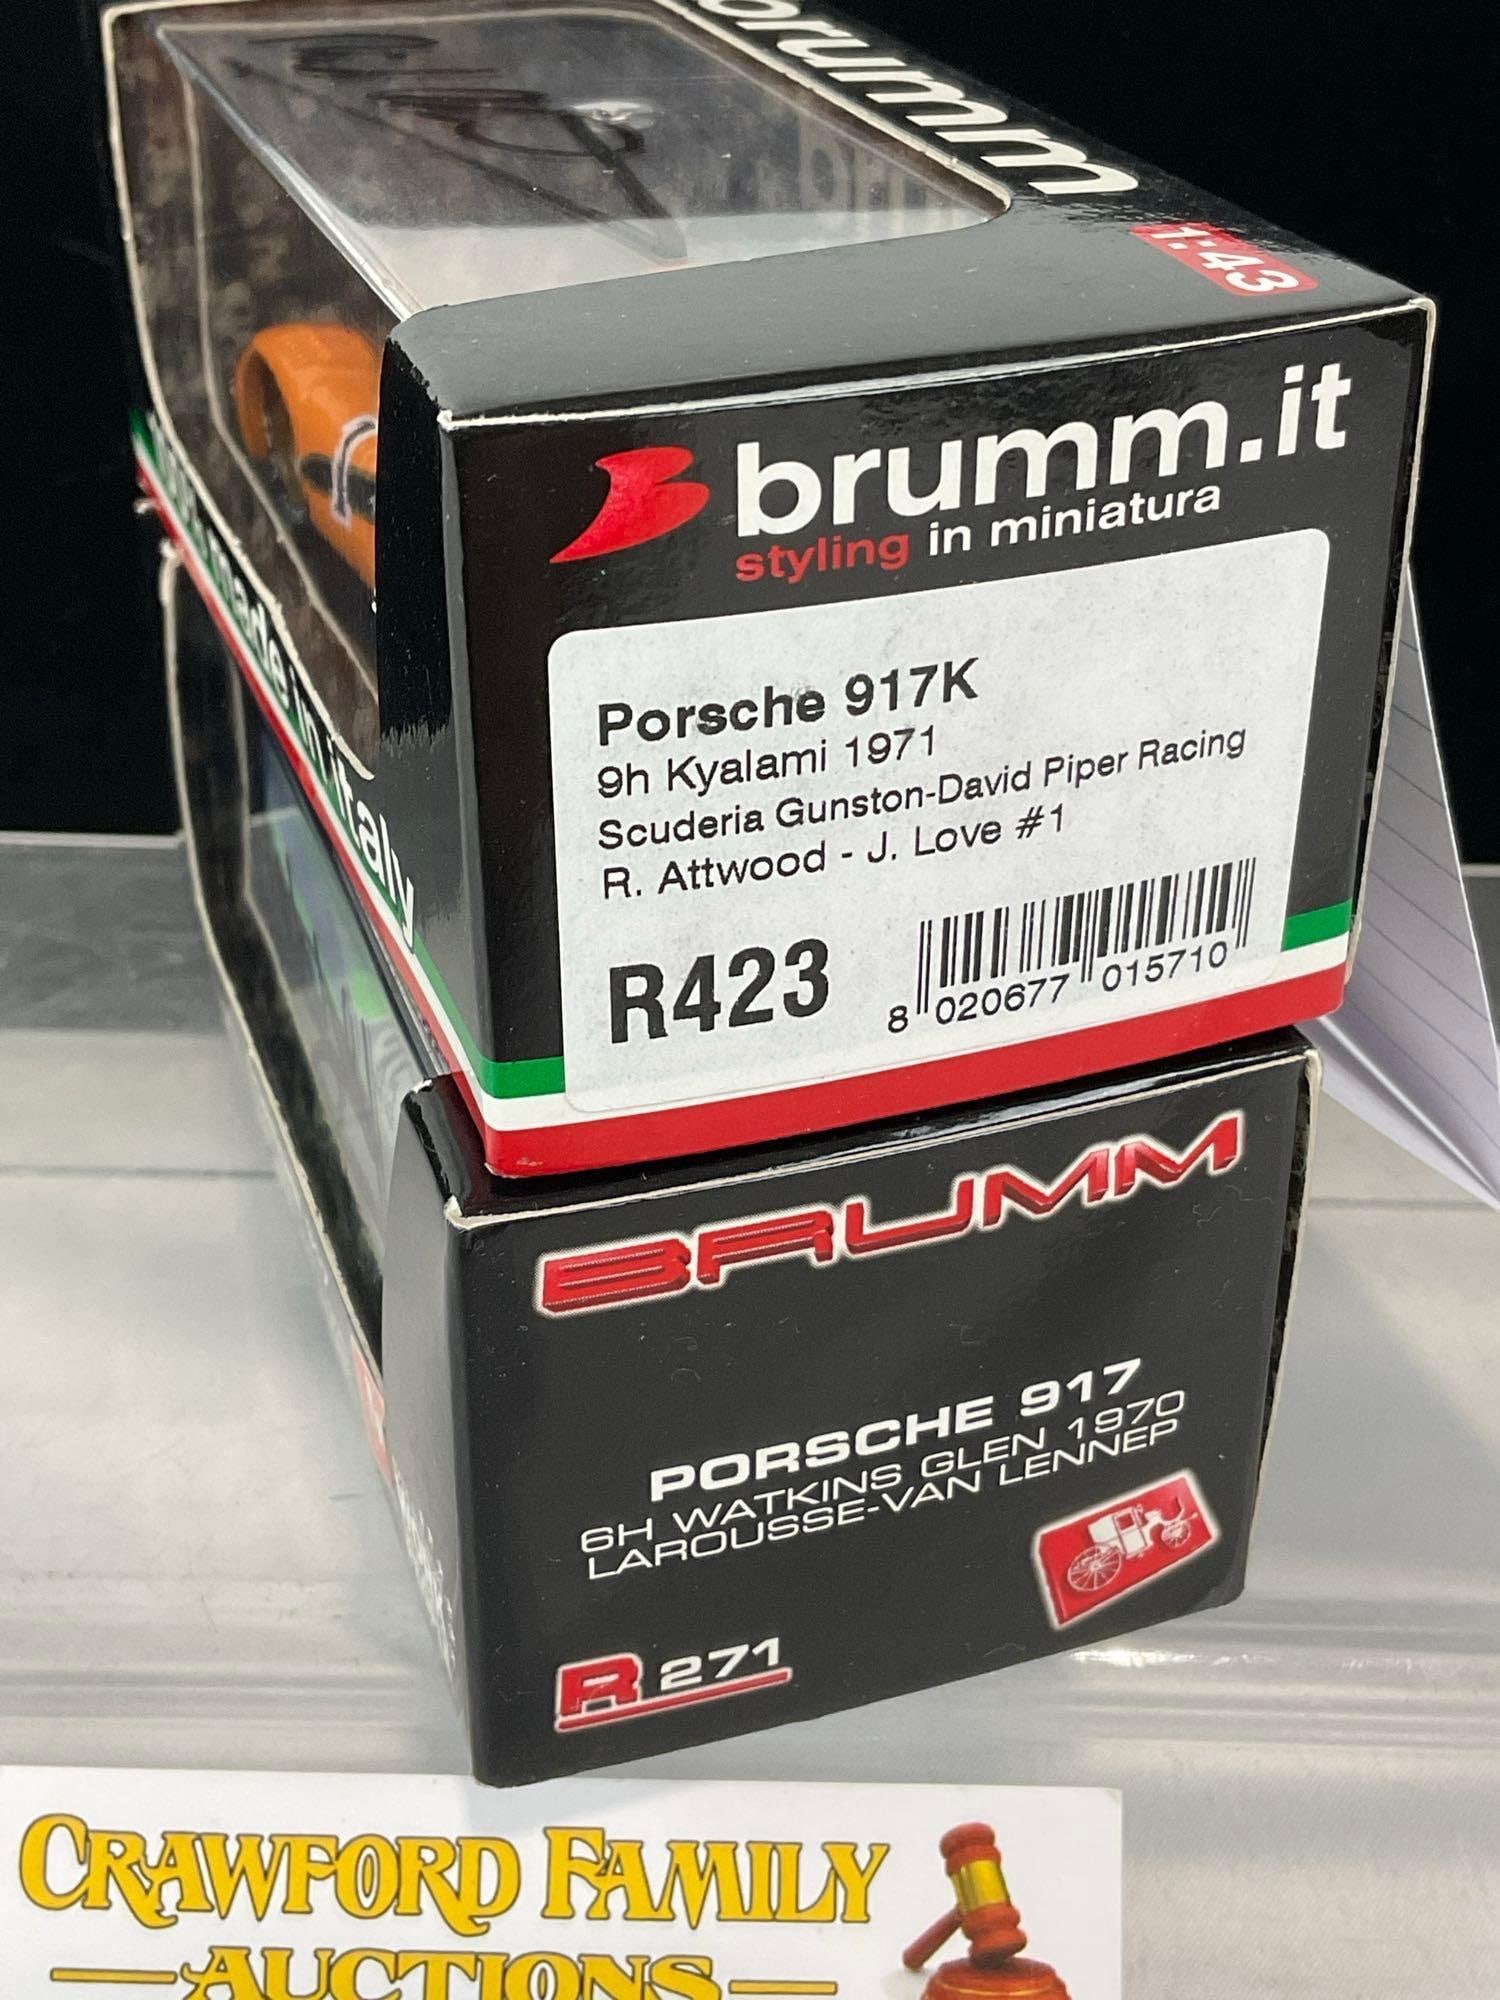 brumm
1:43
brumm.it
styling in miniatura
Porsche 917K
9h Kyalami 1971
Scuderia Gunston-David Piper Racing
R. Attwood - J. Love #1
R423
8 020677 015710
made in italy
BRUMM
PORSCHE 917
6H WATKINS GLEN 1970
LAROUSSE-VAN LENNEP
R 271
CRAWFORD FAMILY
AUCTIONS